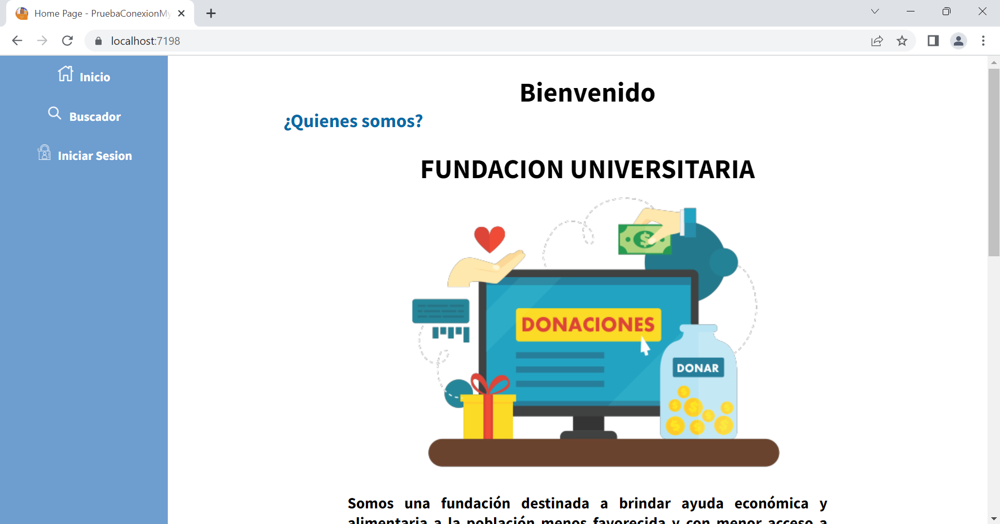 Home Page - PruebaConexionMy
localhost:7198
Inicio
Buscador
Iniciar Sesion
Bienvenido
¿Quienes somos?
FUNDACION UNIVERSITARIA
DONACIONES
DONAR
Somos una fundación destinada a brindar ayuda económica y
alimentaria a la población menos favorecida y con menor acceso a